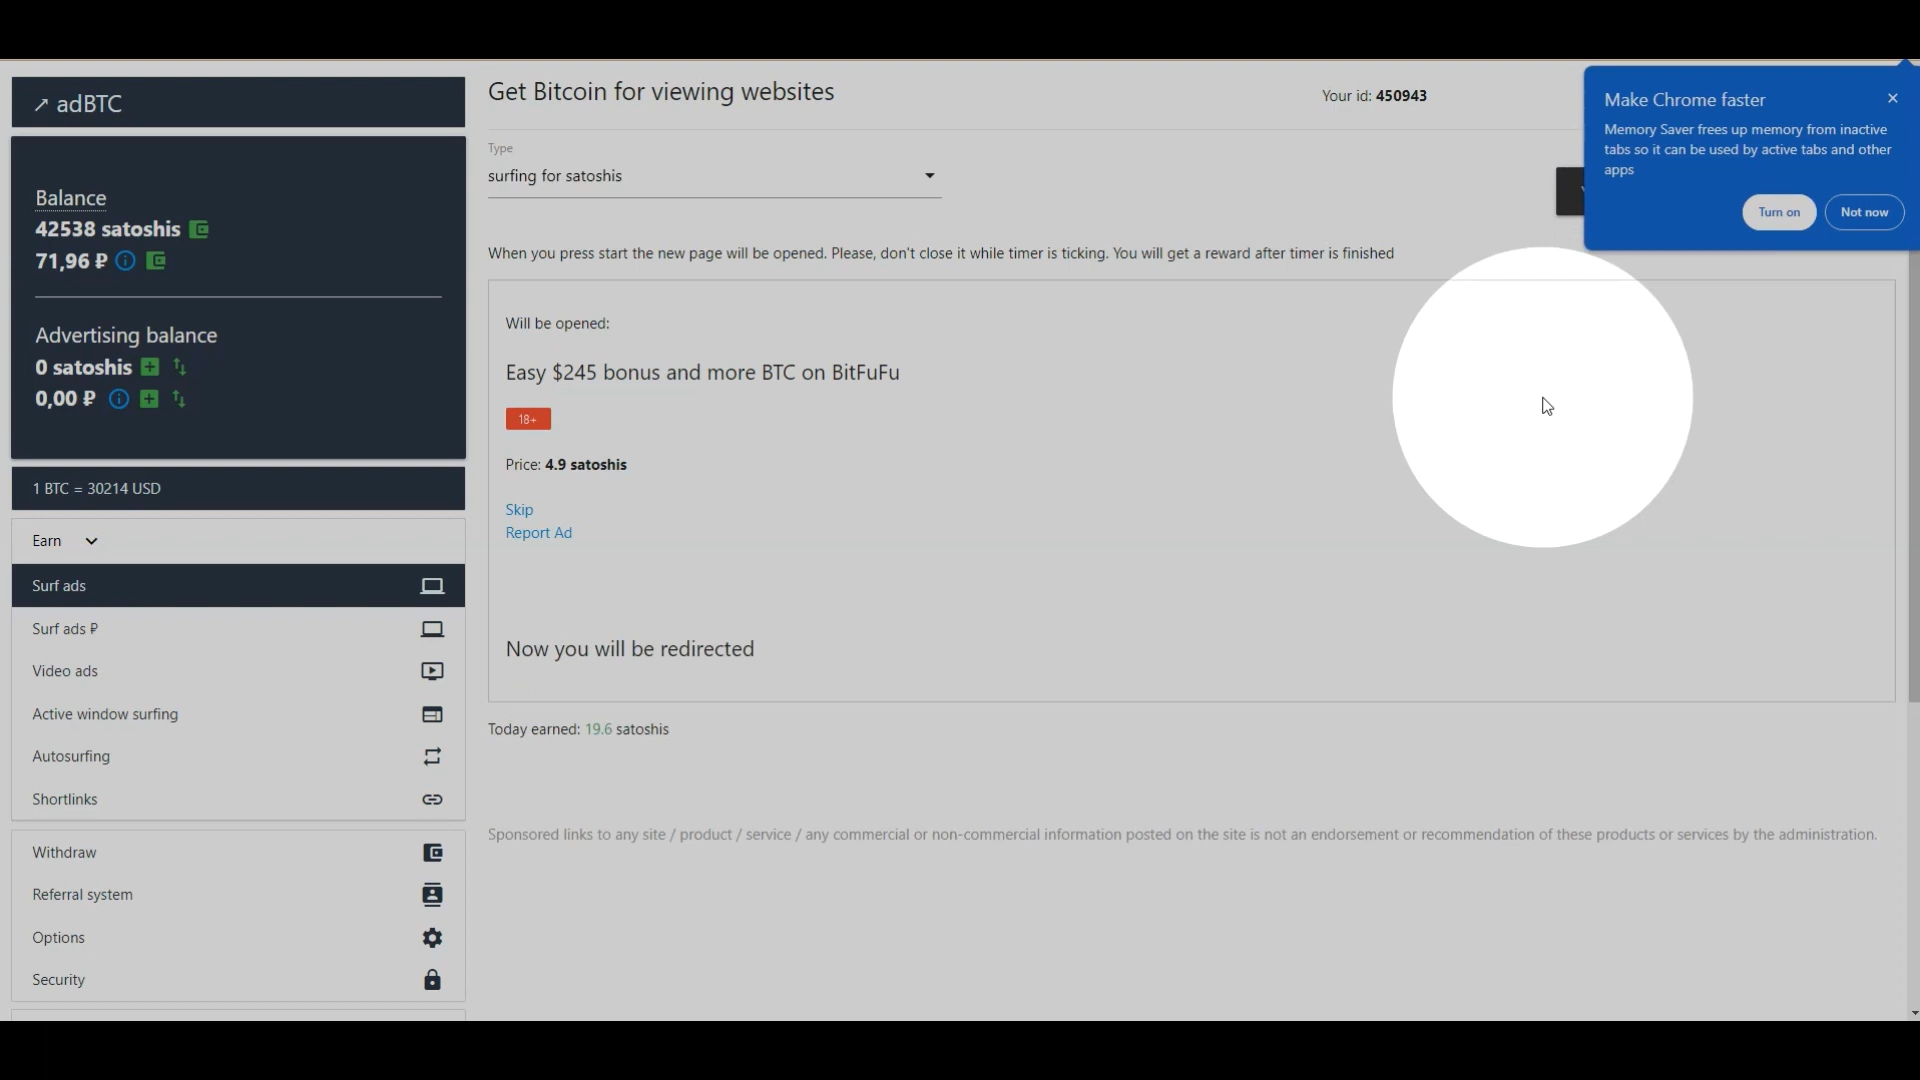 adBTC
Balance
42538 satoshis
71,96 ₽
Advertising balance
0 satoshis
0,00 ₽
1 BTC = 30214 USD
Earn
Surf ads
Surf ads ₽
Video ads
Active window surfing
Autosurfing
Shortlinks
Withdraw
Referral system
Options
Security
Get Bitcoin for viewing websites
Your id: 450943
Type
surfing for satoshis
When you press start the new page will be opened. Please, don't close it while timer is ticking. You will get a reward after timer is finished
Will be opened:
Easy $245 bonus and more BTC on BitFuFu
18+
Price: 4.9 satoshis
Skip
Report Ad
Now you will be redirected
Today earned: 19.6 satoshis
Sponsored links to any site / product / service / any commercial or non-commercial information posted on the site is not an endorsement or recommendation of these products or services by the administration.
Make Chrome faster
Memory Saver frees up memory from inactive
tabs so it can be used by active tabs and other
apps
Turn on
Not now